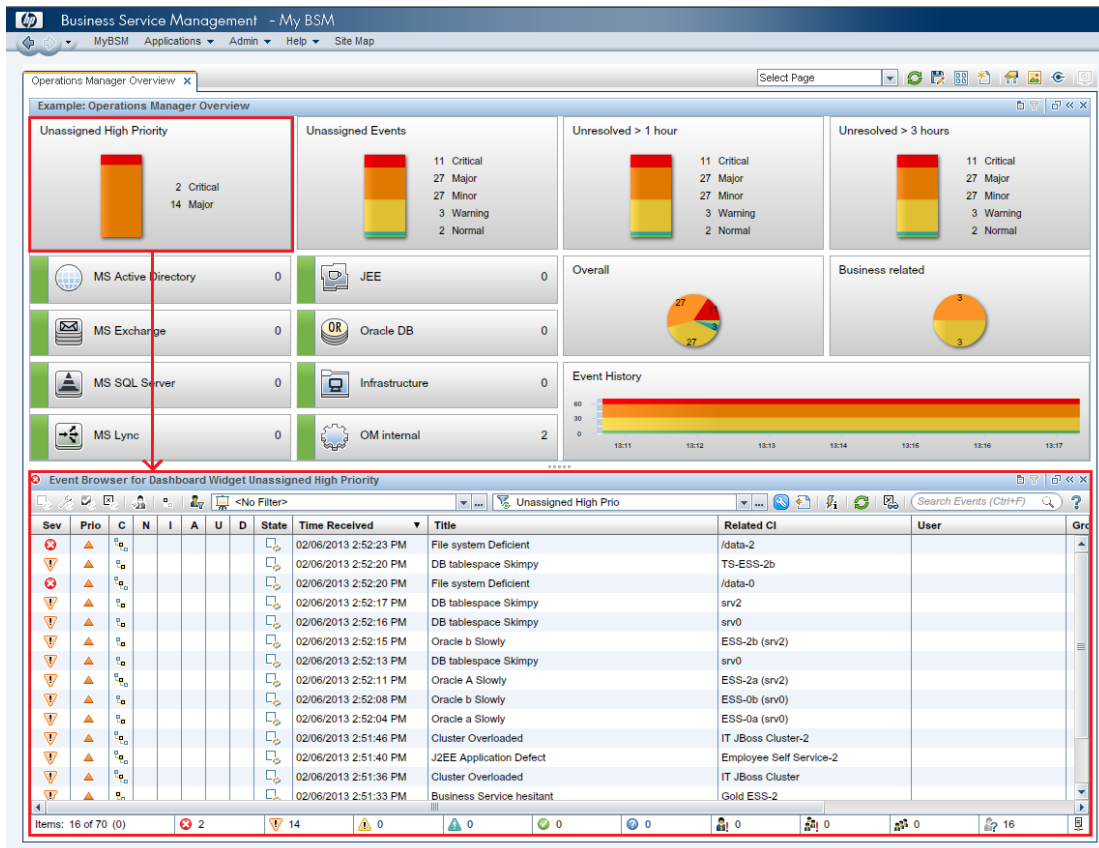 hp Business Service Management - My BSM
MyBSM Applications Admin Help Site Map
Operations Manager Overview
Select Page
Example: Operations Manager Overview
Unassigned High Priority
2 Critical
14 Major
Unassigned Events
11 Critical
27 Major
27 Minor
3 Warning
2 Normal
Unresolved > 1 hour
11 Critical
27 Major
27 Minor
3 Warning
2 Normal
Unresolved > 3 hours
11 Critical
27 Major
27 Minor
3 Warning
2 Normal
MS Active Directory 0
JEE 0
MS Exchange 0
OR Oracle DB 0
MS SQL Server 0
Infrastructure 0
MS Lync 0
OM internal 2
Overall
27
11
3
27
Business related
3
3
Event History
60
30
0
13:11 13:12 13:13 13:14 13:15 13:16 13:17
Event Browser for Dashboard Widget Unassigned High Priority
<No Filter> ... Unassigned High Prio ... Search Events (Ctrl+F) ?
Sev Prio C N I A U D State Time Received Title Related CI User Gro
02/06/2013 2:52:23 PM File system Deficient /data-2
02/06/2013 2:52:20 PM DB tablespace Skimpy TS-ESS-2b
02/06/2013 2:52:20 PM File system Deficient /data-0
02/06/2013 2:52:17 PM DB tablespace Skimpy srv2
02/06/2013 2:52:16 PM DB tablespace Skimpy srv0
02/06/2013 2:52:15 PM Oracle b Slowly ESS-2b (srv2)
02/06/2013 2:52:13 PM DB tablespace Skimpy srv0
02/06/2013 2:52:11 PM Oracle A Slowly ESS-2a (srv2)
02/06/2013 2:52:08 PM Oracle b Slowly ESS-0b (srv0)
02/06/2013 2:52:04 PM Oracle a Slowly ESS-0a (srv0)
02/06/2013 2:51:46 PM Cluster Overloaded IT JBoss Cluster-2
02/06/2013 2:51:40 PM J2EE Application Defect Employee Self Service-2
02/06/2013 2:51:36 PM Cluster Overloaded IT JBoss Cluster
02/06/2013 2:51:33 PM Business Service hesitant Gold ESS-2
Items: 16 of 70 (0) 2 14 0 0 0 0 0 0 0 16